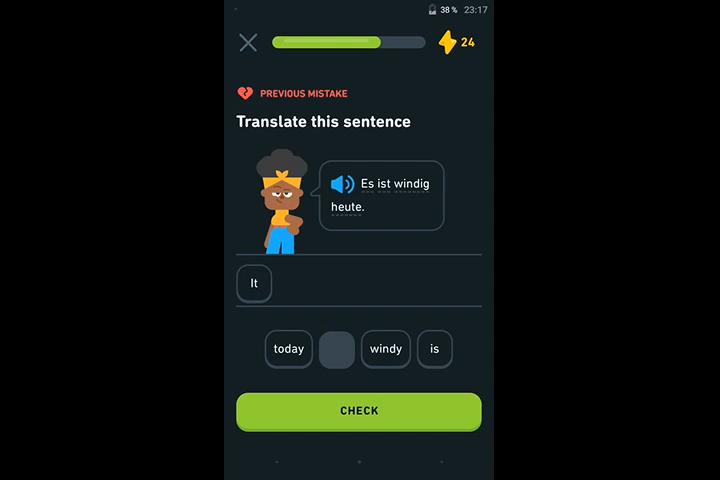 38 % 23:17
24
PREVIOUS MISTAKE
Translate this sentence
Es ist windig
heute.
It
today windy is
CHECK